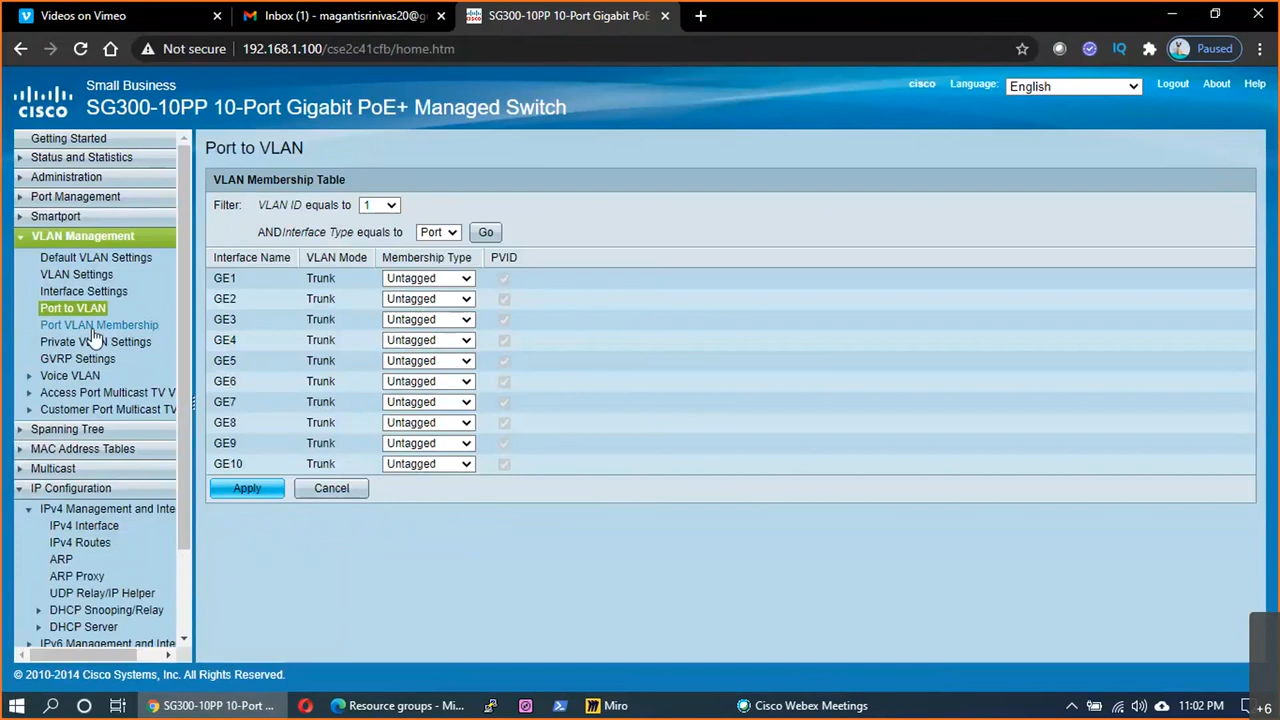 Videos on Vimeo
Inbox (1) - magantisrinivas20@g
SG300-10PP 10-Port Gigabit PoE
Not secure 192.168.1.100/cse2c41cfb/home.htm
IQ
Paused
Small Business
cisco
Language: English
Logout
About
Help
CISCO
SG300-10PP 10-Port Gigabit PoE+ Managed Switch
Getting Started
Status and Statistics
Administration
Port Management
Smartport
VLAN Management
Default VLAN Settings
VLAN Settings
Interface Settings
Port to VLAN
Port VLAN Membership
Private VLAN Settings
GVRP Settings
Voice VLAN
Access Port Multicast TV V
Customer Port Multicast TV
Spanning Tree
MAC Address Tables
Multicast
IP Configuration
IPv4 Management and Inte
IPv4 Interface
IPv4 Routes
ARP
ARP Proxy
UDP Relay/IP Helper
DHCP Snooping/Relay
DHCP Server
IPv6 Management and Inte
Port to VLAN
VLAN Membership Table
Filter: VLAN ID equals to 1
ANDInterface Type equals to Port Go
Interface Name VLAN Mode Membership Type PVID
GE1 Trunk Untagged
GE2 Trunk Untagged
GE3 Trunk Untagged
GE4 Trunk Untagged
GE5 Trunk Untagged
GE6 Trunk Untagged
GE7 Trunk Untagged
GE8 Trunk Untagged
GE9 Trunk Untagged
GE10 Trunk Untagged
Apply Cancel
© 2010-2014 Cisco Systems, Inc. All Rights Reserved.
SG300-10PP 10-Port ...
Resource groups - Mi...
Miro
Cisco Webex Meetings
11:02 PM
+6